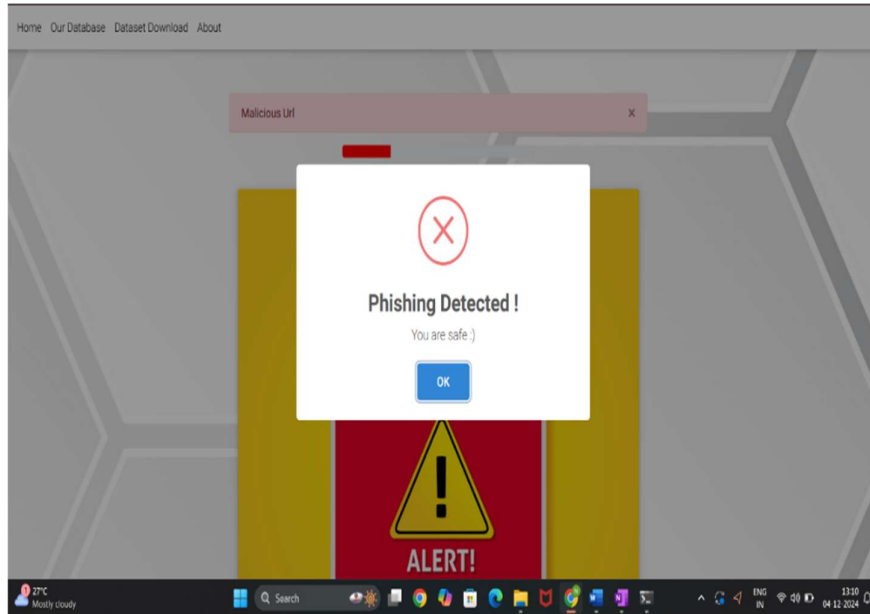 Home Our Database Dataset Download About
Malicious Url ×
Phishing Detected !
You are safe :)
OK
!
ALERT!
1
27°C
Mostly cloudy
Search
ENG
IN
13:10
04-12-2024